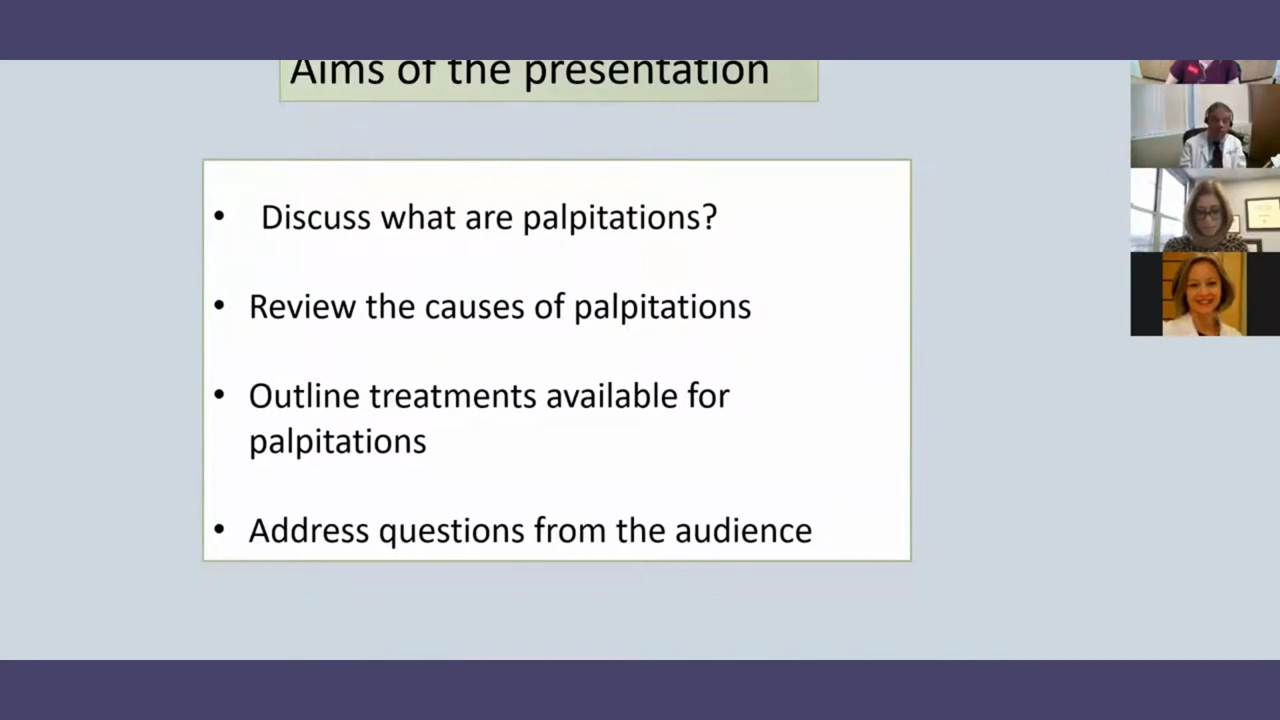 Aims of the presentation
• Discuss what are palpitations?
• Review the causes of palpitations
• Outline treatments available for
palpitations
• Address questions from the audience